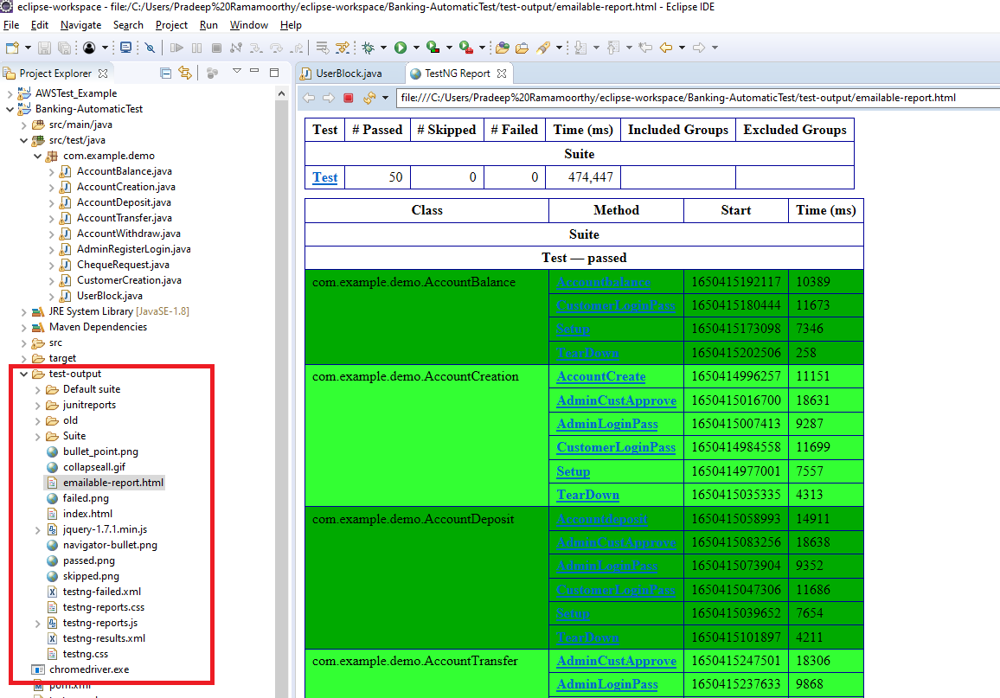 eclipse-workspace - file:/C:/Users/Pradeep%20Ramamoorthy/eclipse-workspace/Banking-AutomaticTest/test-output/emailable-report.html - Eclipse IDE
File Edit Navigate Search Project Run Window Help
Project Explorer
AWSTest_Example
Banking-AutomaticTest
src/main/java
src/test/java
com.example.demo
AccountBalance.java
AccountCreation.java
AccountDeposit.java
AccountTransfer.java
AccountWithdraw.java
AdminRegisterLogin.java
ChequeRequest.java
CustomerCreation.java
UserBlock.java
JRE System Library [JavaSE-1.8]
Maven Dependencies
src
target
test-output
Default suite
junitreports
old
Suite
bullet_point.png
collapseall.gif
emailable-report.html
failed.png
index.html
jquery-1.7.1.min.js
navigator-bullet.png
passed.png
skipped.png
testng-failed.xml
testng-reports.css
testng-reports.js
testng-results.xml
testng.css
chromedriver.exe
pom.xml
UserBlock.java TestNG Report
file:///C:/Users/Pradeep%20Ramamoorthy/eclipse-workspace/Banking-AutomaticTest/test-output/emailable-report.html
Test # Passed # Skipped # Failed Time (ms) Included Groups Excluded Groups
Suite
Test 50 0 0 474,447
Class Method Start Time (ms)
Suite
Test — passed
com.example.demo.AccountBalance Accountbalance 1650415192117 10389
CustomerLoginPass 1650415180444 11673
Setup 1650415173098 7346
TearDown 1650415202506 258
com.example.demo.AccountCreation AccountCreate 1650414996257 11151
AdminCustApprove 1650415016700 18631
AdminLoginPass 1650415007413 9287
CustomerLoginPass 1650414984558 11699
Setup 1650414977001 7557
TearDown 1650415035335 4313
com.example.demo.AccountDeposit Accountdeposit 1650415058993 14911
AdminCustApprove 1650415083256 18638
AdminLoginPass 1650415073904 9352
CustomerLoginPass 1650415047306 11686
Setup 1650415039652 7654
TearDown 1650415101897 4211
com.example.demo.AccountTransfer AdminCustApprove 1650415247501 18306
AdminLoginPass 1650415237633 9868